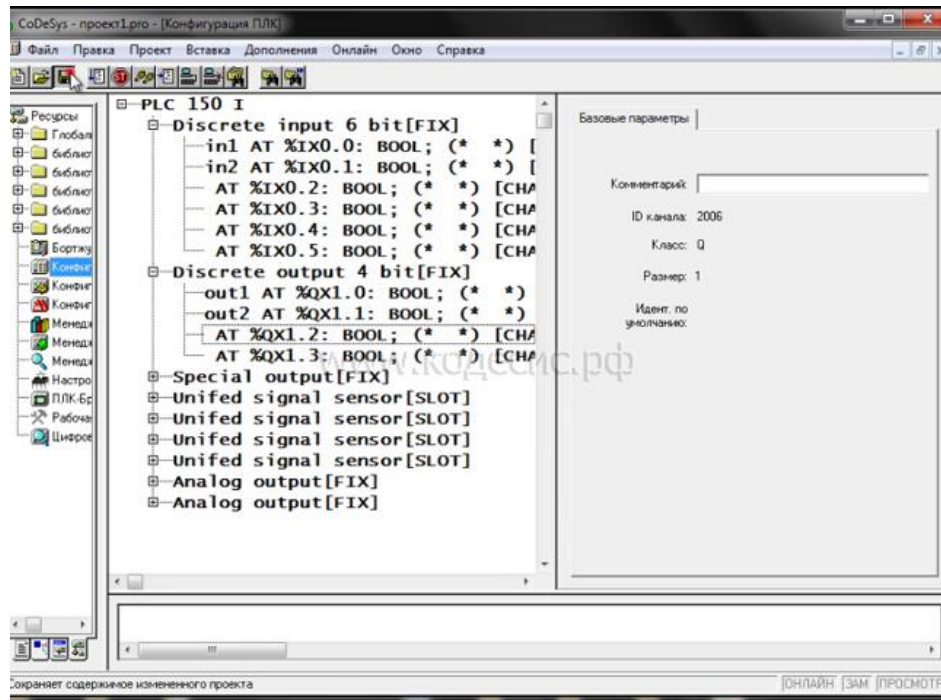 CoDeSys - проект1.pro - [Конфигурация ПЛК]
Файл Правка Проект Вставка Дополнения Онлайн Окно Справка
Ресурсы
Глобал
библиот
библиот
библиот
библиот
библиот
Бортжу
Конфиг
Конфиг
Конфиг
Менедж
Менедж
Менедж
Настро
ПЛК-Бр
Рабочая
Цифров
PLC 150 I
Discrete input 6 bit[FIX]
in1 AT %IX0.0: BOOL; (* *) [
in2 AT %IX0.1: BOOL; (* *) [
AT %IX0.2: BOOL; (* *) [CHA
AT %IX0.3: BOOL; (* *) [CHA
AT %IX0.4: BOOL; (* *) [CHA
AT %IX0.5: BOOL; (* *) [CHA
Discrete output 4 bit[FIX]
out1 AT %QX1.0: BOOL; (* *)
out2 AT %QX1.1: BOOL; (* *)
AT %QX1.2: BOOL; (* *) [CHA
AT %QX1.3: BOOL; (* *) [CHA
Special output[FIX]
Unifed signal sensor[SLOT]
Unifed signal sensor[SLOT]
Unifed signal sensor[SLOT]
Unifed signal sensor[SLOT]
Analog output[FIX]
Analog output[FIX]
www.кодесис.рф
Базовые параметры
Комментарий:
ID канала: 2006
Класс: Q
Размер: 1
Идент. по
умолчанию:
Сохраняет содержимое измененного проекта
ОНЛАЙН ЗАМ ПРОСМОТР